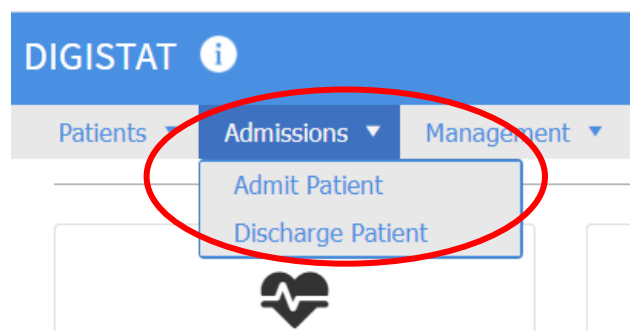 DIGISTAT i
Patients Admissions Management
Admit Patient
Discharge Patient